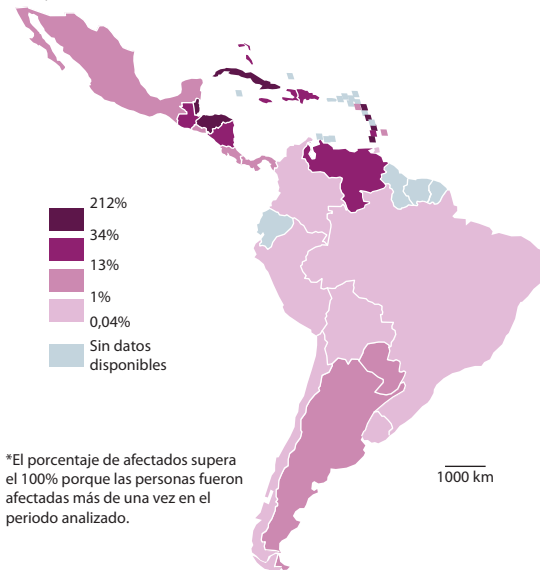 212%
34%
13%
1%
0,04%
Sin datos
disponibles
*El porcentaje de afectados supera
el 100% porque las personas fueron
afectadas más de una vez en el
periodo analizado.
1000 km